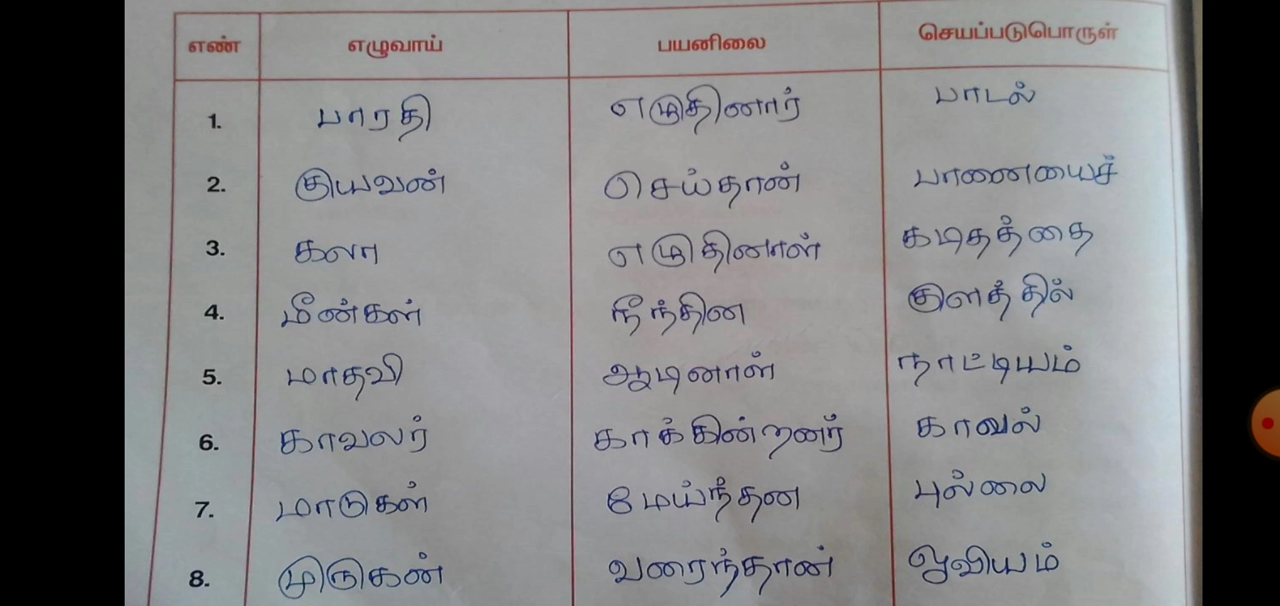 எண் எழுவாய் பயனிலை செயப்படுபொருள்
1. பாரதி எழுதினார் பாடல்
2. குயவன் செய்தான் பானையைச்
3. கலா எழுதினாள் கடிதத்தை
4. மீன்கள் நீந்தின குளத்தில்
5. மாதவி ஆடினாள் நாட்டியம்
6. காவலர் காக்கின்றனர் காவல்
7. மாடுகள் மேய்ந்தன புல்லை
8. முருகன் வரைந்தான் ஓவியம்